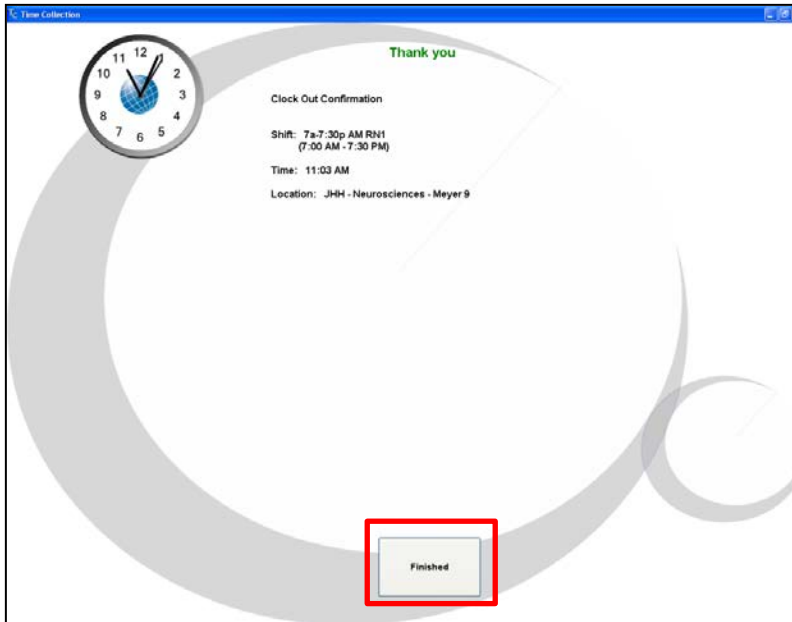 Time Collection
Thank you
12
11
1
10
2
9
3
8
4
7
6
5
Clock Out Confirmation
Shift: 7a-7:30p AM RN1
(7:00 AM - 7:30 PM)
Time: 11:03 AM
Location: JHH - Neurosciences - Meyer 9
Finished